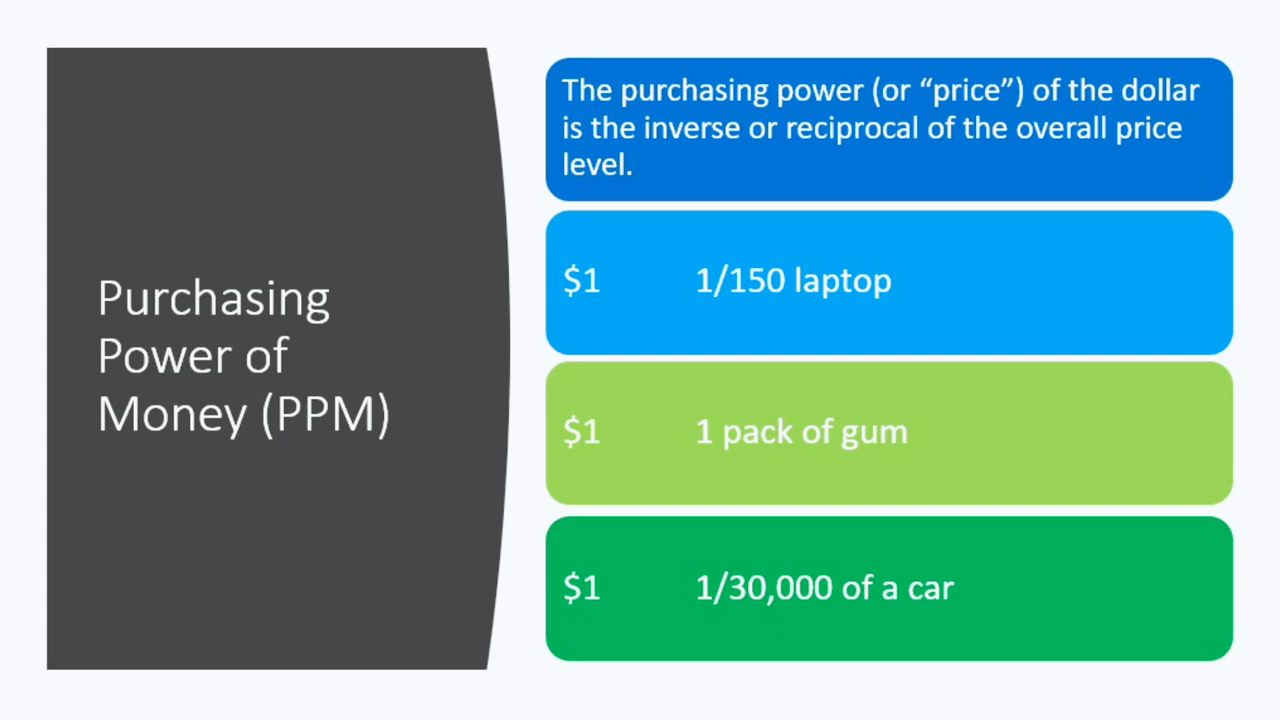 Purchasing
Power of
Money (PPM)
The purchasing power (or “price”) of the dollar
is the inverse or reciprocal of the overall price
level.
$1 1/150 laptop
$1 1 pack of gum
$1 1/30,000 of a car